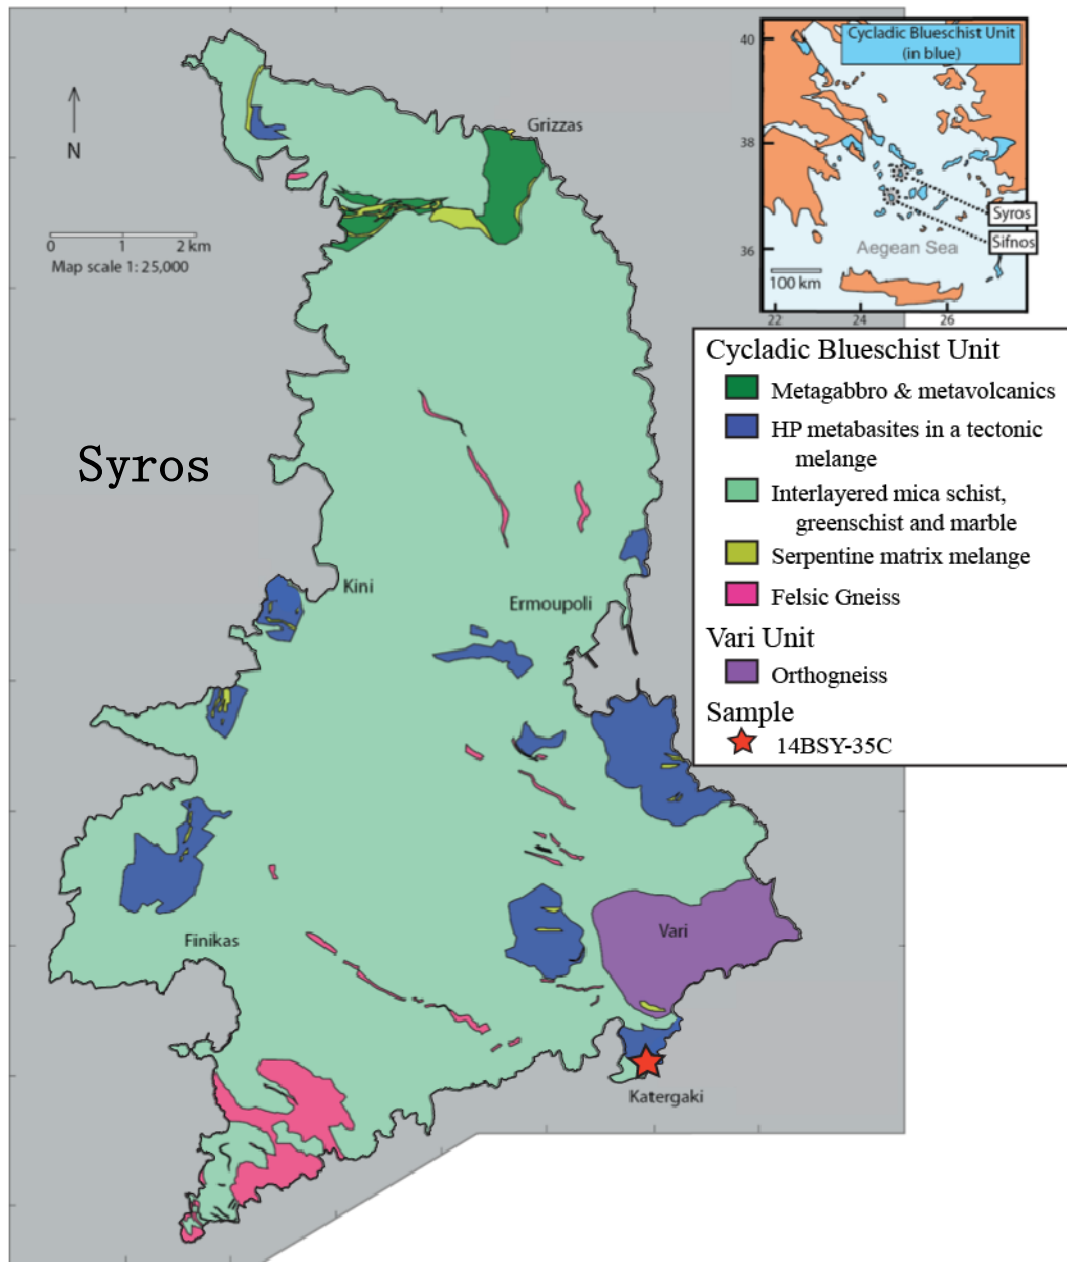 Cycladic Blueschist Unit
(in blue)
40
38
36
22
24
26
Syros
Sifnos
Aegean Sea
100 km
Grizzas
N
0 1 2 km
Map scale 1: 25,000
Syros
Kini
Ermoupoli
Finikas
Vari
Katergaki
Cycladic Blueschist Unit
Metagabbro & metavolcanics
HP metabasites in a tectonic
melange
Interlayered mica schist,
greenschist and marble
Serpentine matrix melange
Felsic Gneiss
Vari Unit
Orthogneiss
Sample
14BSY-35C